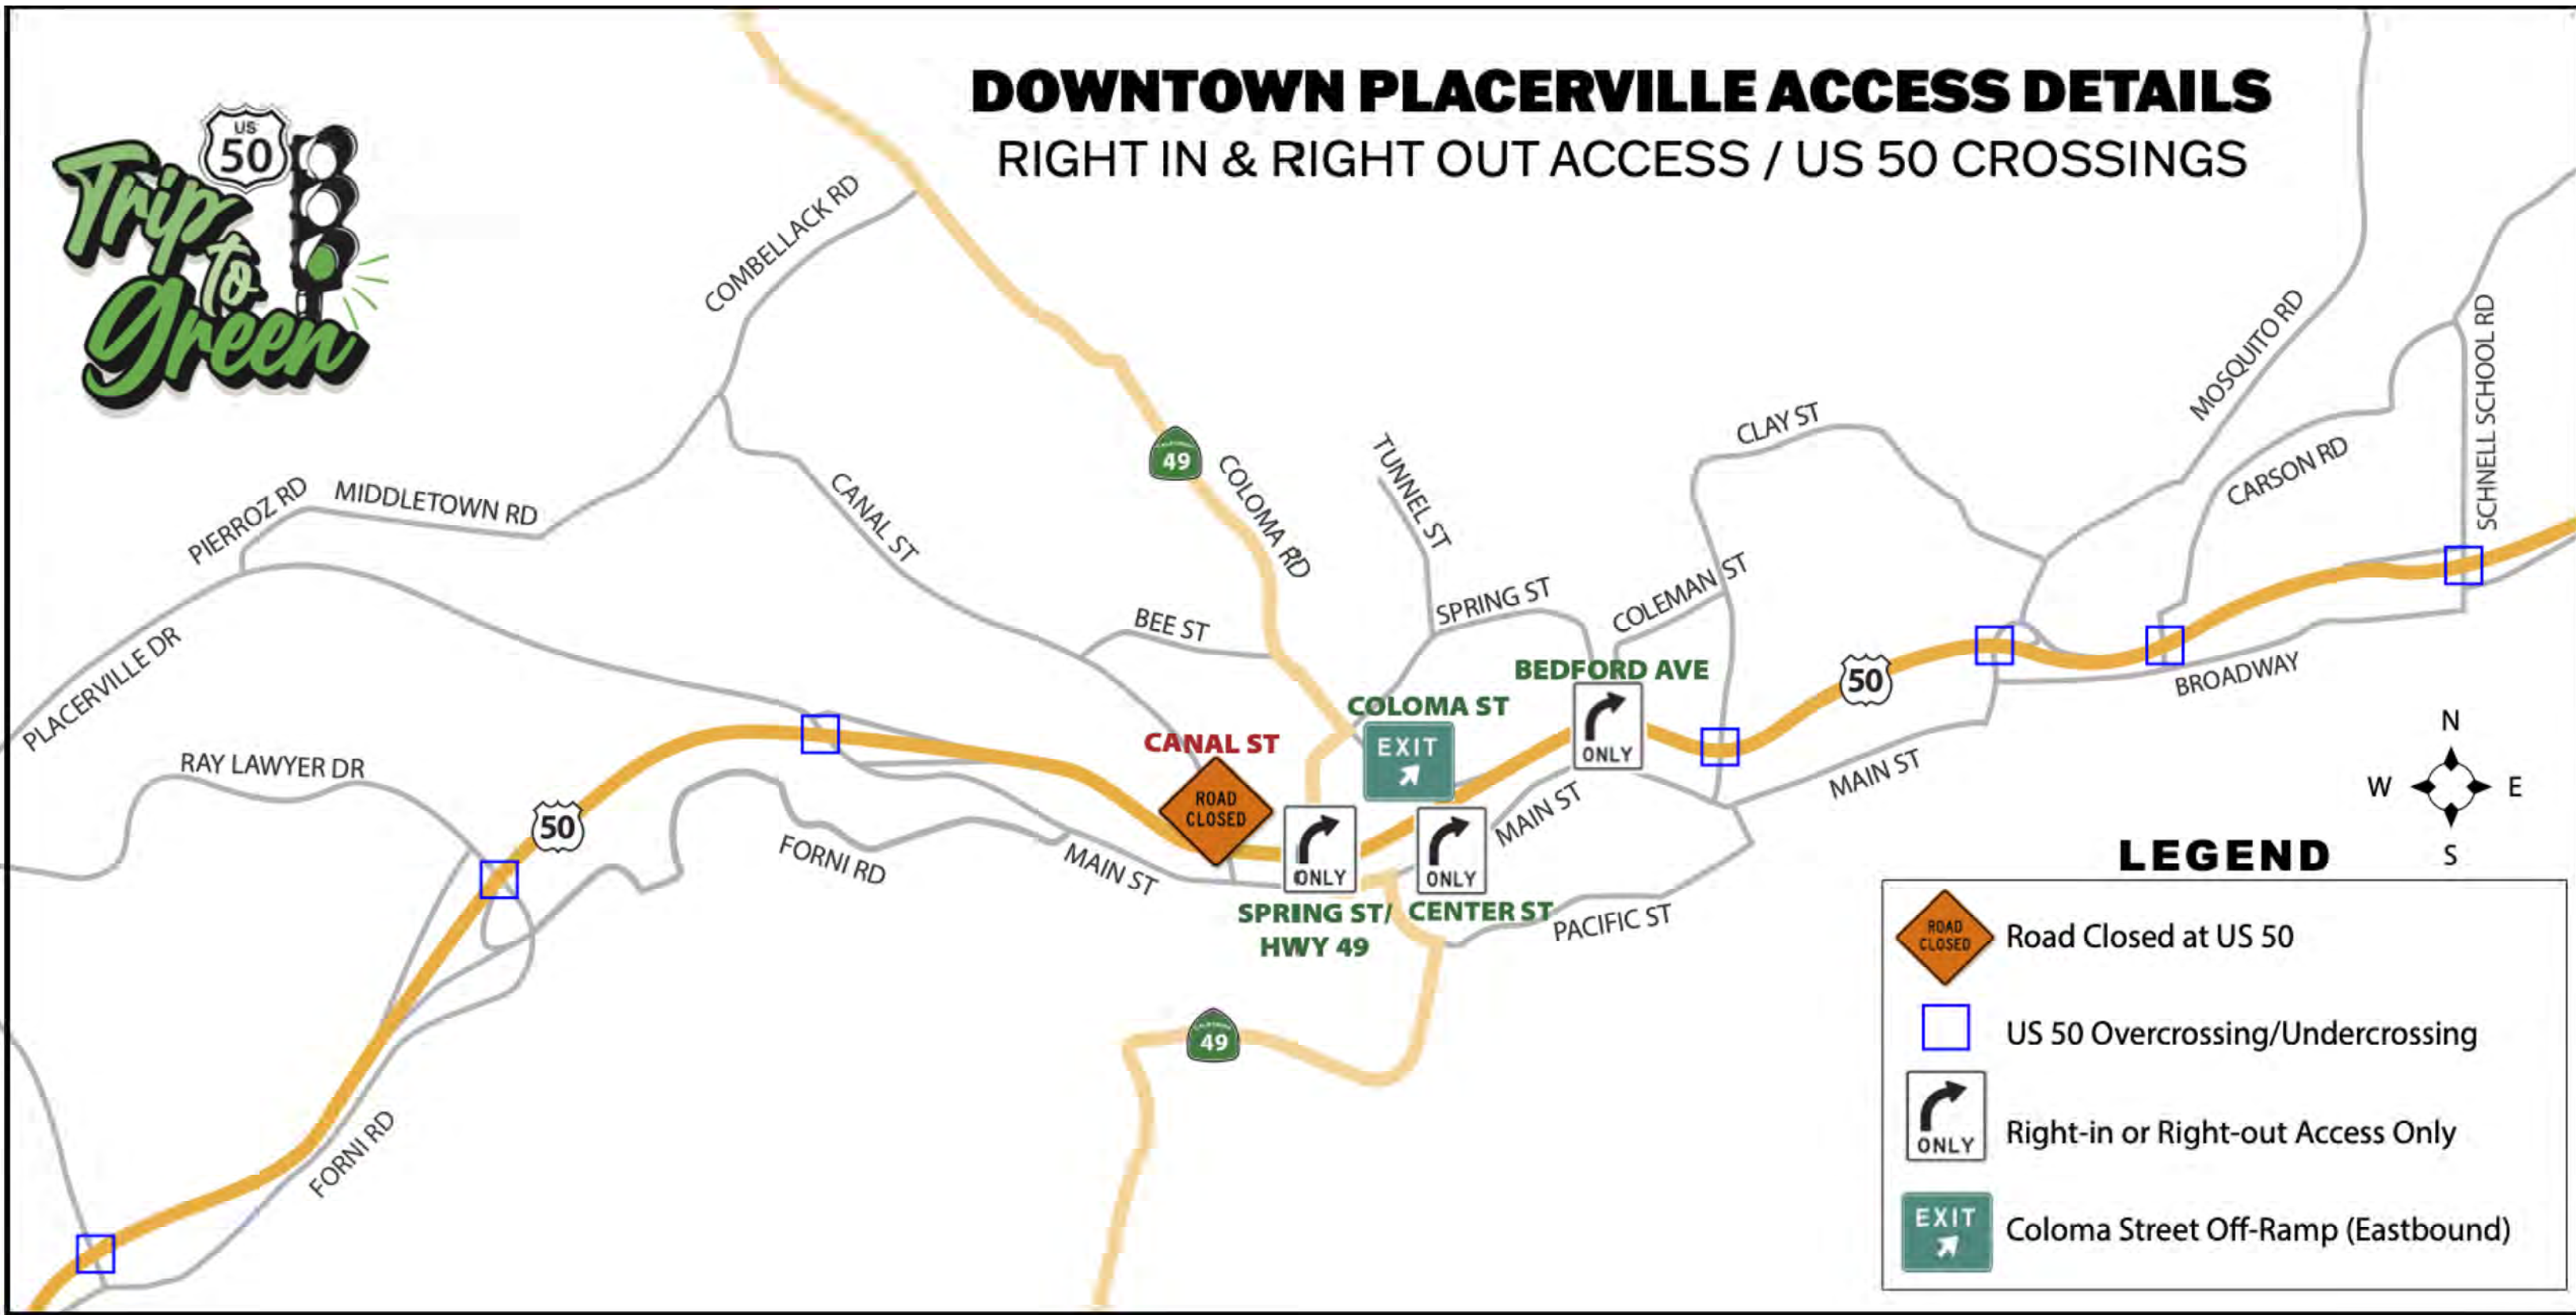 DOWNTOWN PLACERVILLE ACCESS DETAILS
RIGHT IN & RIGHT OUT ACCESS / US 50 CROSSINGS
US
50
Trip
to
green
COMBELLACK RD
PIERROZ RD
MIDDLETOWN RD
CANAL ST
49
COLOMA RD
TUNNEL ST
CLAY ST
MOSQUITO RD
CARSON RD
SCHNELL SCHOOL RD
PLACERVILLE DR
BEE ST
SPRING ST
COLEMAN ST
BEDFORD AVE
ONLY
COLOMA ST
EXIT
50
BROADWAY
RAY LAWYER DR
CANAL ST
ROAD
CLOSED
50
FORNI RD
MAIN ST
ONLY
ONLY
MAIN ST
MAIN ST
SPRING ST/
HWY 49
CENTER ST
PACIFIC ST
49
FORNI RD
N
W
E
S
LEGEND
ROAD
CLOSED
Road Closed at US 50
US 50 Overcrossing/Undercrossing
ONLY
Right-in or Right-out Access Only
EXIT
Coloma Street Off-Ramp (Eastbound)